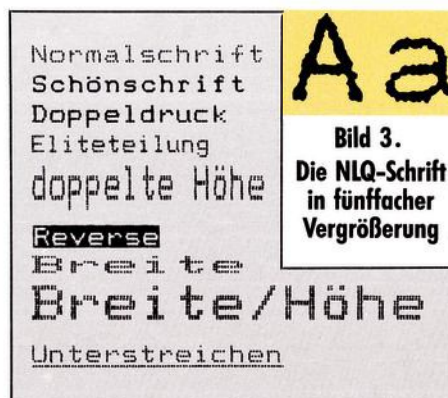 Normalschrift
Schönschrift
Doppeldruck
Eliteteilung
doppelte Höhe
Reverse
Breite
Breite/Höhe
Unterstreichen
Aa
Bild 3.
Die NLQ-Schrift
in fünffacher
Vergrößerung